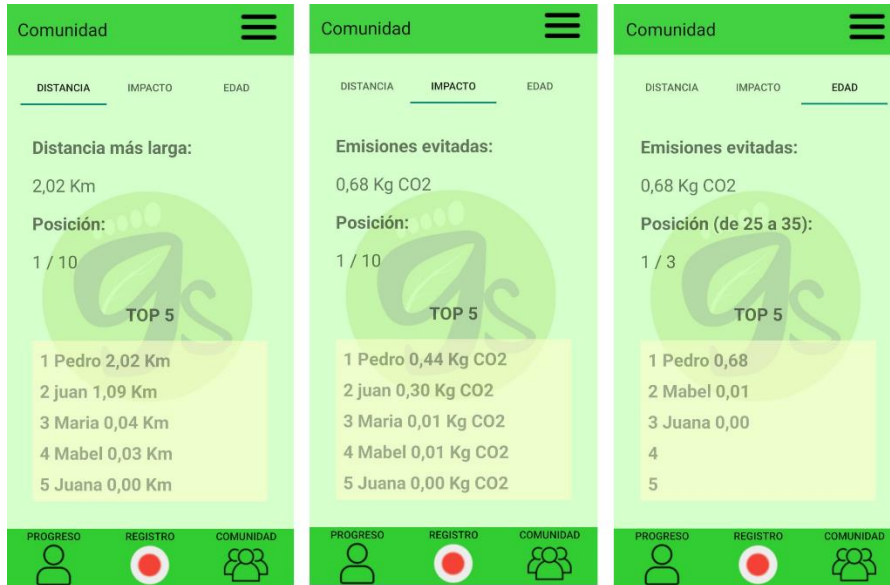 Comunidad
DISTANCIA IMPACTO EDAD
Distancia más larga:
2,02 Km
Posición:
1 / 10
TOP 5
1 Pedro 2,02 Km
2 juan 1,09 Km
3 Maria 0,04 Km
4 Mabel 0,03 Km
5 Juana 0,00 Km
PROGRESO REGISTRO COMUNIDAD
Comunidad
DISTANCIA IMPACTO EDAD
Emisiones evitadas:
0,68 Kg CO2
Posición:
1 / 10
TOP 5
1 Pedro 0,44 Kg CO2
2 juan 0,30 Kg CO2
3 Maria 0,01 Kg CO2
4 Mabel 0,01 Kg CO2
5 Juana 0,00 Kg CO2
PROGRESO REGISTRO COMUNIDAD
Comunidad
DISTANCIA IMPACTO EDAD
Emisiones evitadas:
0,68 Kg CO2
Posición (de 25 a 35):
1 / 3
TOP 5
1 Pedro 0,68
2 Mabel 0,01
3 Juana 0,00
4
5
PROGRESO REGISTRO COMUNIDAD